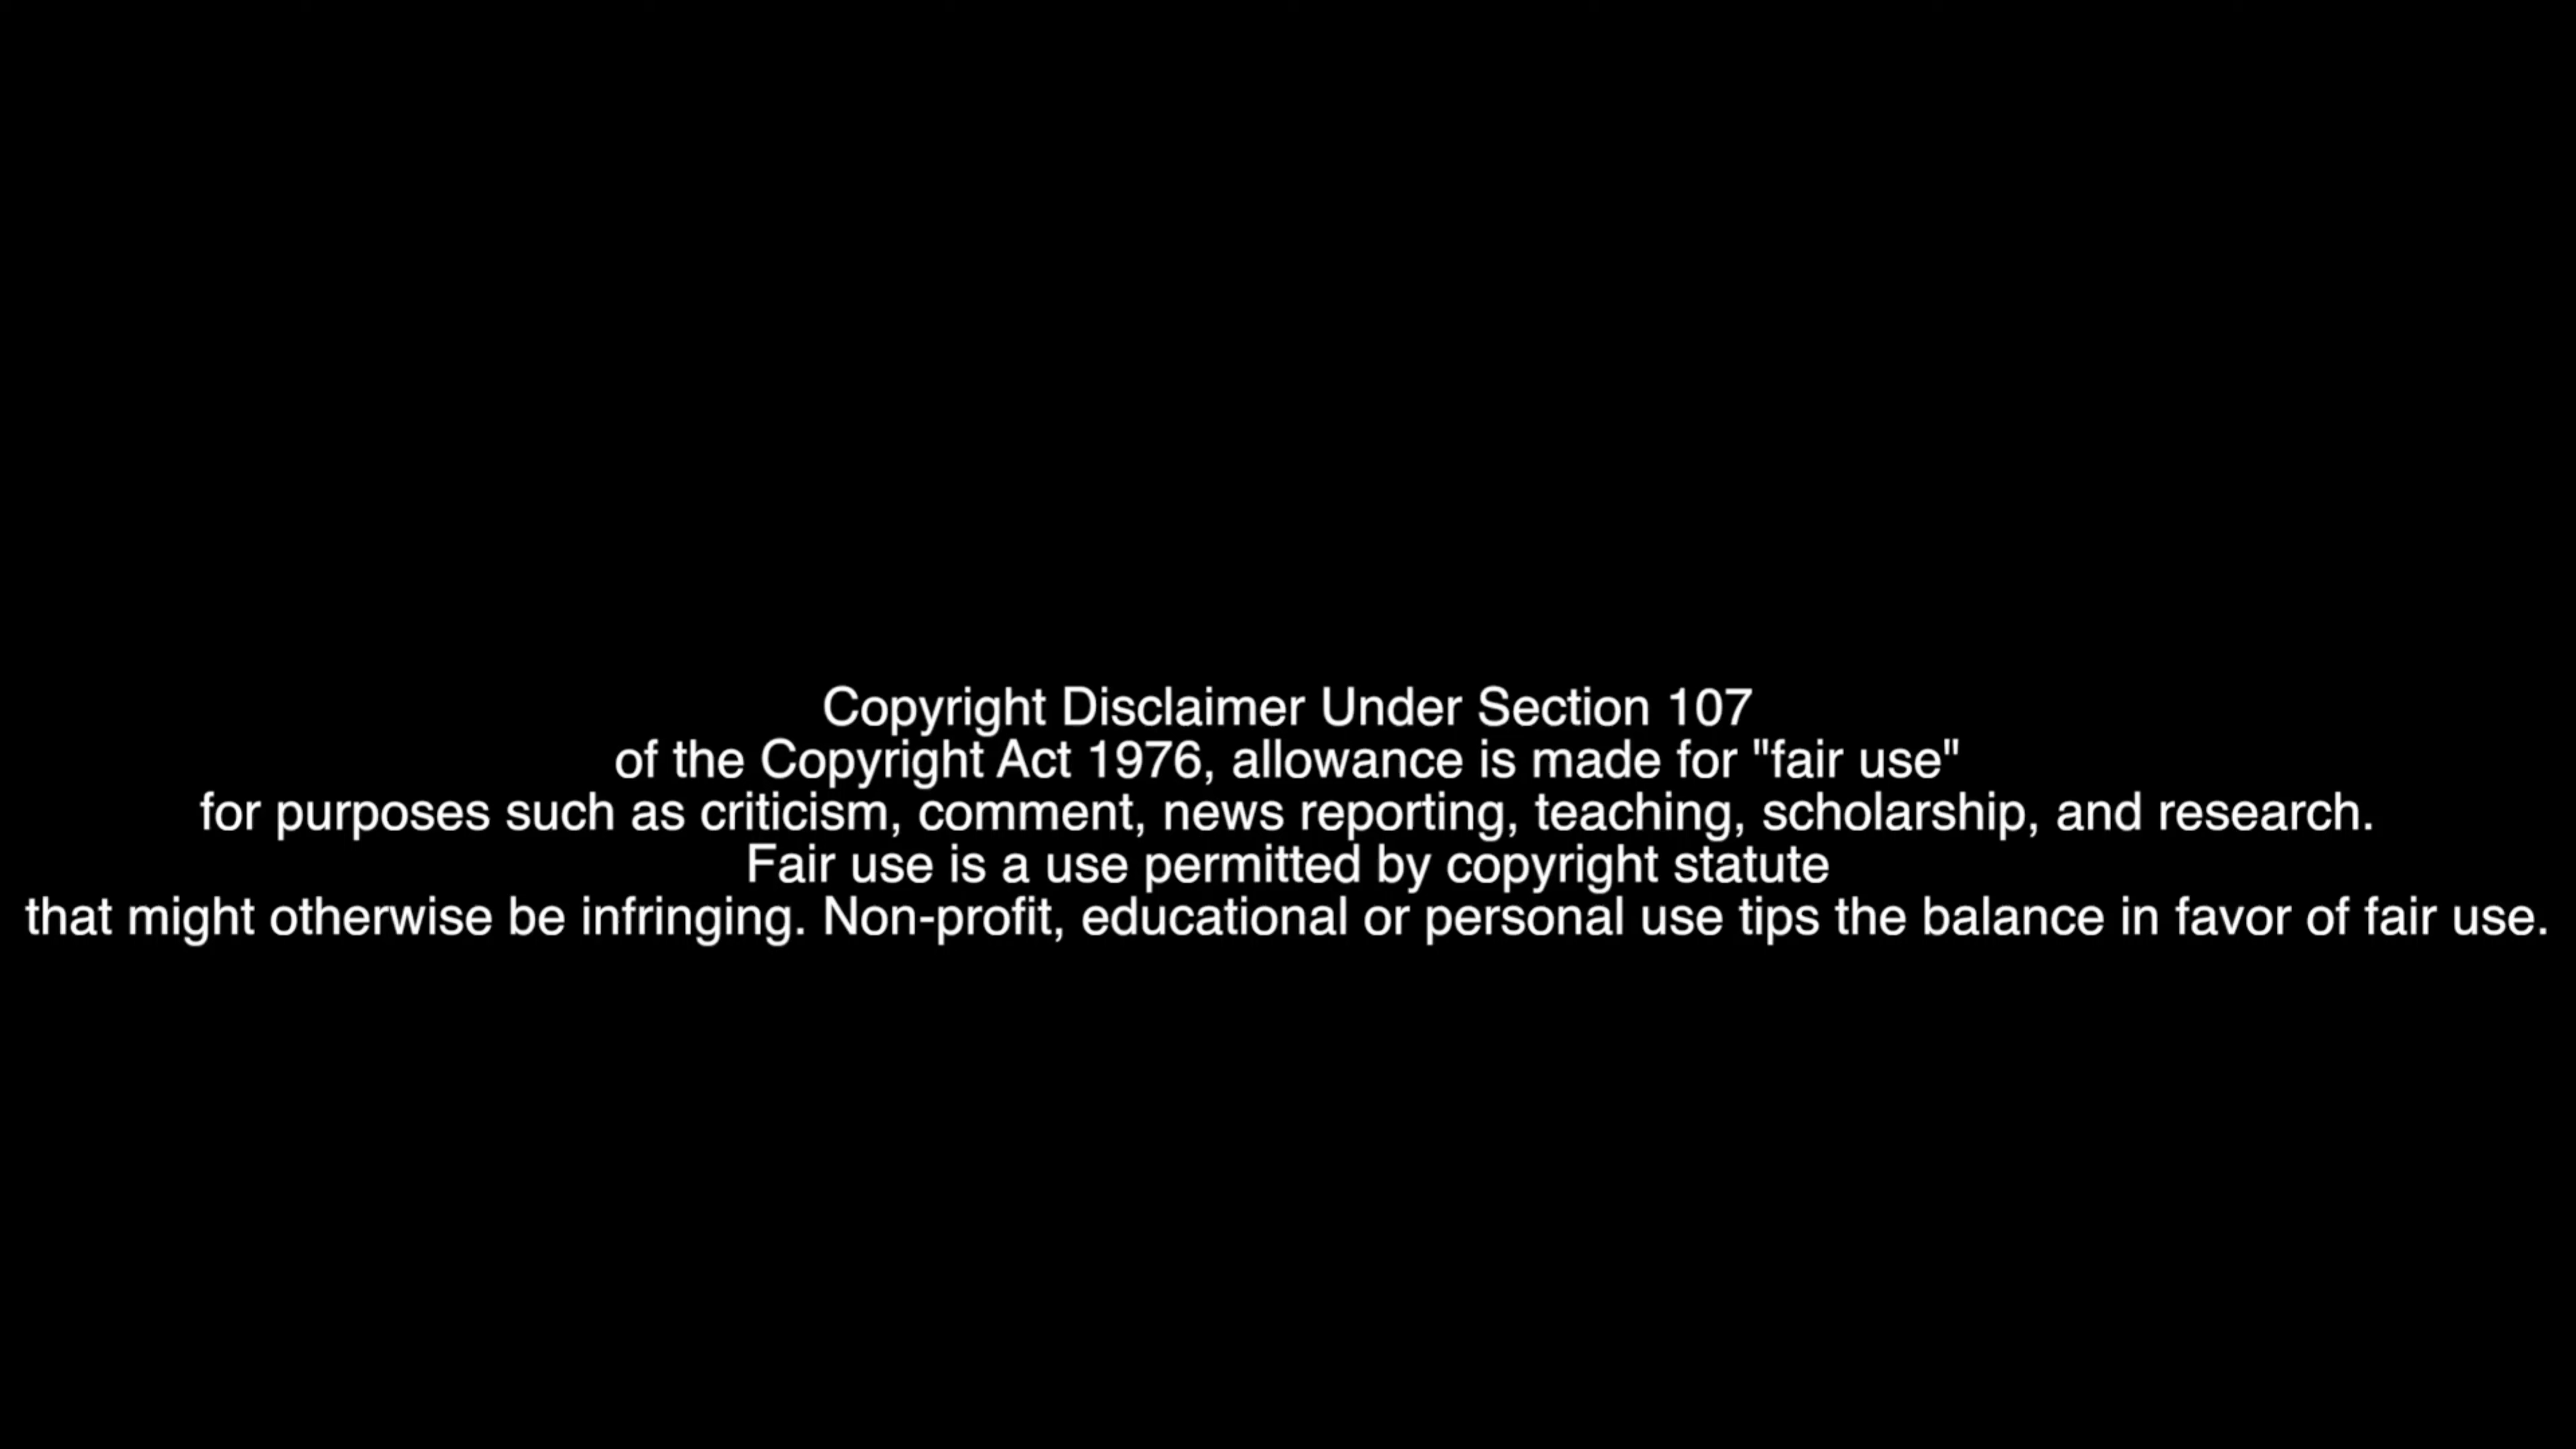 Copyright Disclaimer Under Section 107
of the Copyright Act 1976, allowance is made for "fair use"
for purposes such as criticism, comment, news reporting, teaching, scholarship, and research.
Fair use is a use permitted by copyright statute
that might otherwise be infringing. Non-profit, educational or personal use tips the balance in favor of fair use.